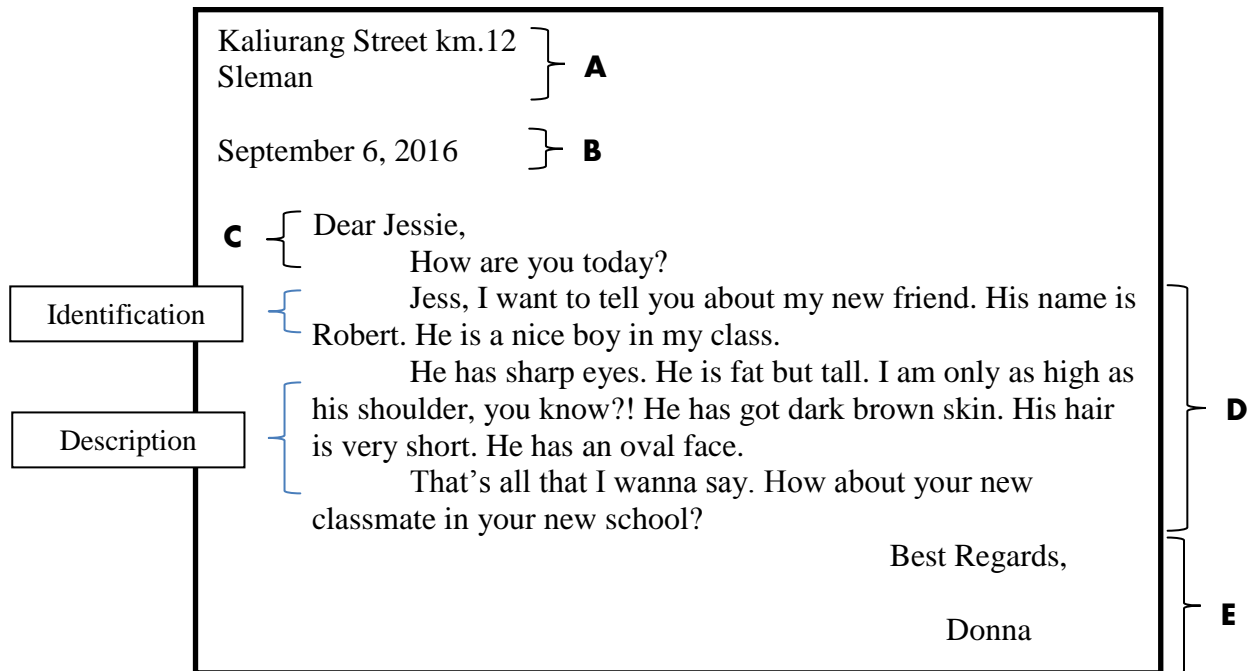 Kaliurang Street km.12
Sleman
A
September 6, 2016
B
C
Dear Jessie,
How are you today?
Identification
Jess, I want to tell you about my new friend. His name is
Robert. He is a nice boy in my class.
He has sharp eyes. He is fat but tall. I am only as high as
his shoulder, you know?! He has got dark brown skin. His hair
is very short. He has an oval face.
Description
That’s all that I wanna say. How about your new
classmate in your new school?
D
Best Regards,
Donna
E